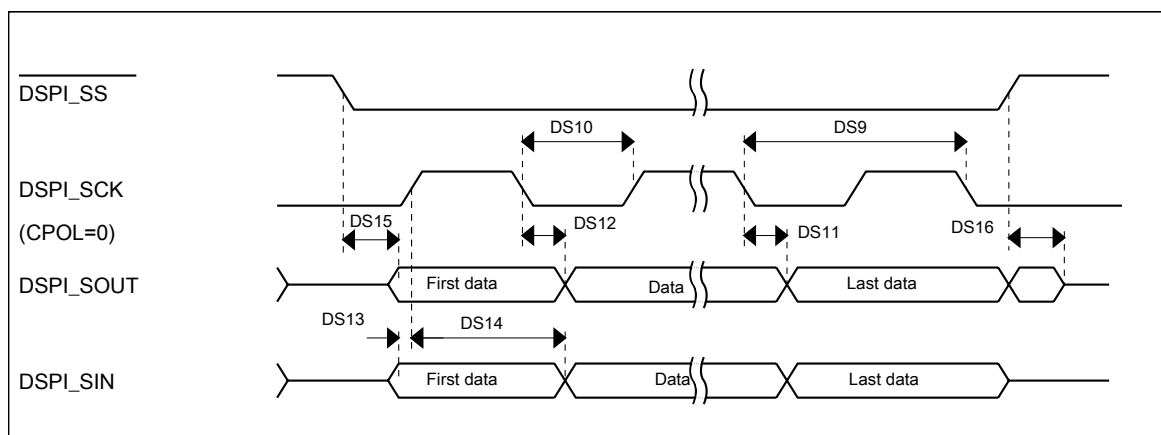 DSPI_SS
DS10
DS9
DSPI_SCK
(CPOL=0)
DS15
DS12
DS11
DS16
DSPI_SOUT
First data
Data
Last data
DS13
DS14
DSPI_SIN
First data
Data
Last data